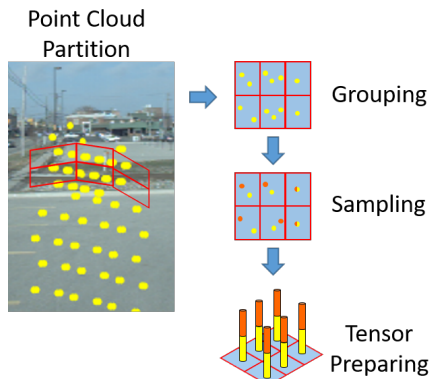 Point Cloud
Partition
Grouping
Sampling
Tensor
Preparing